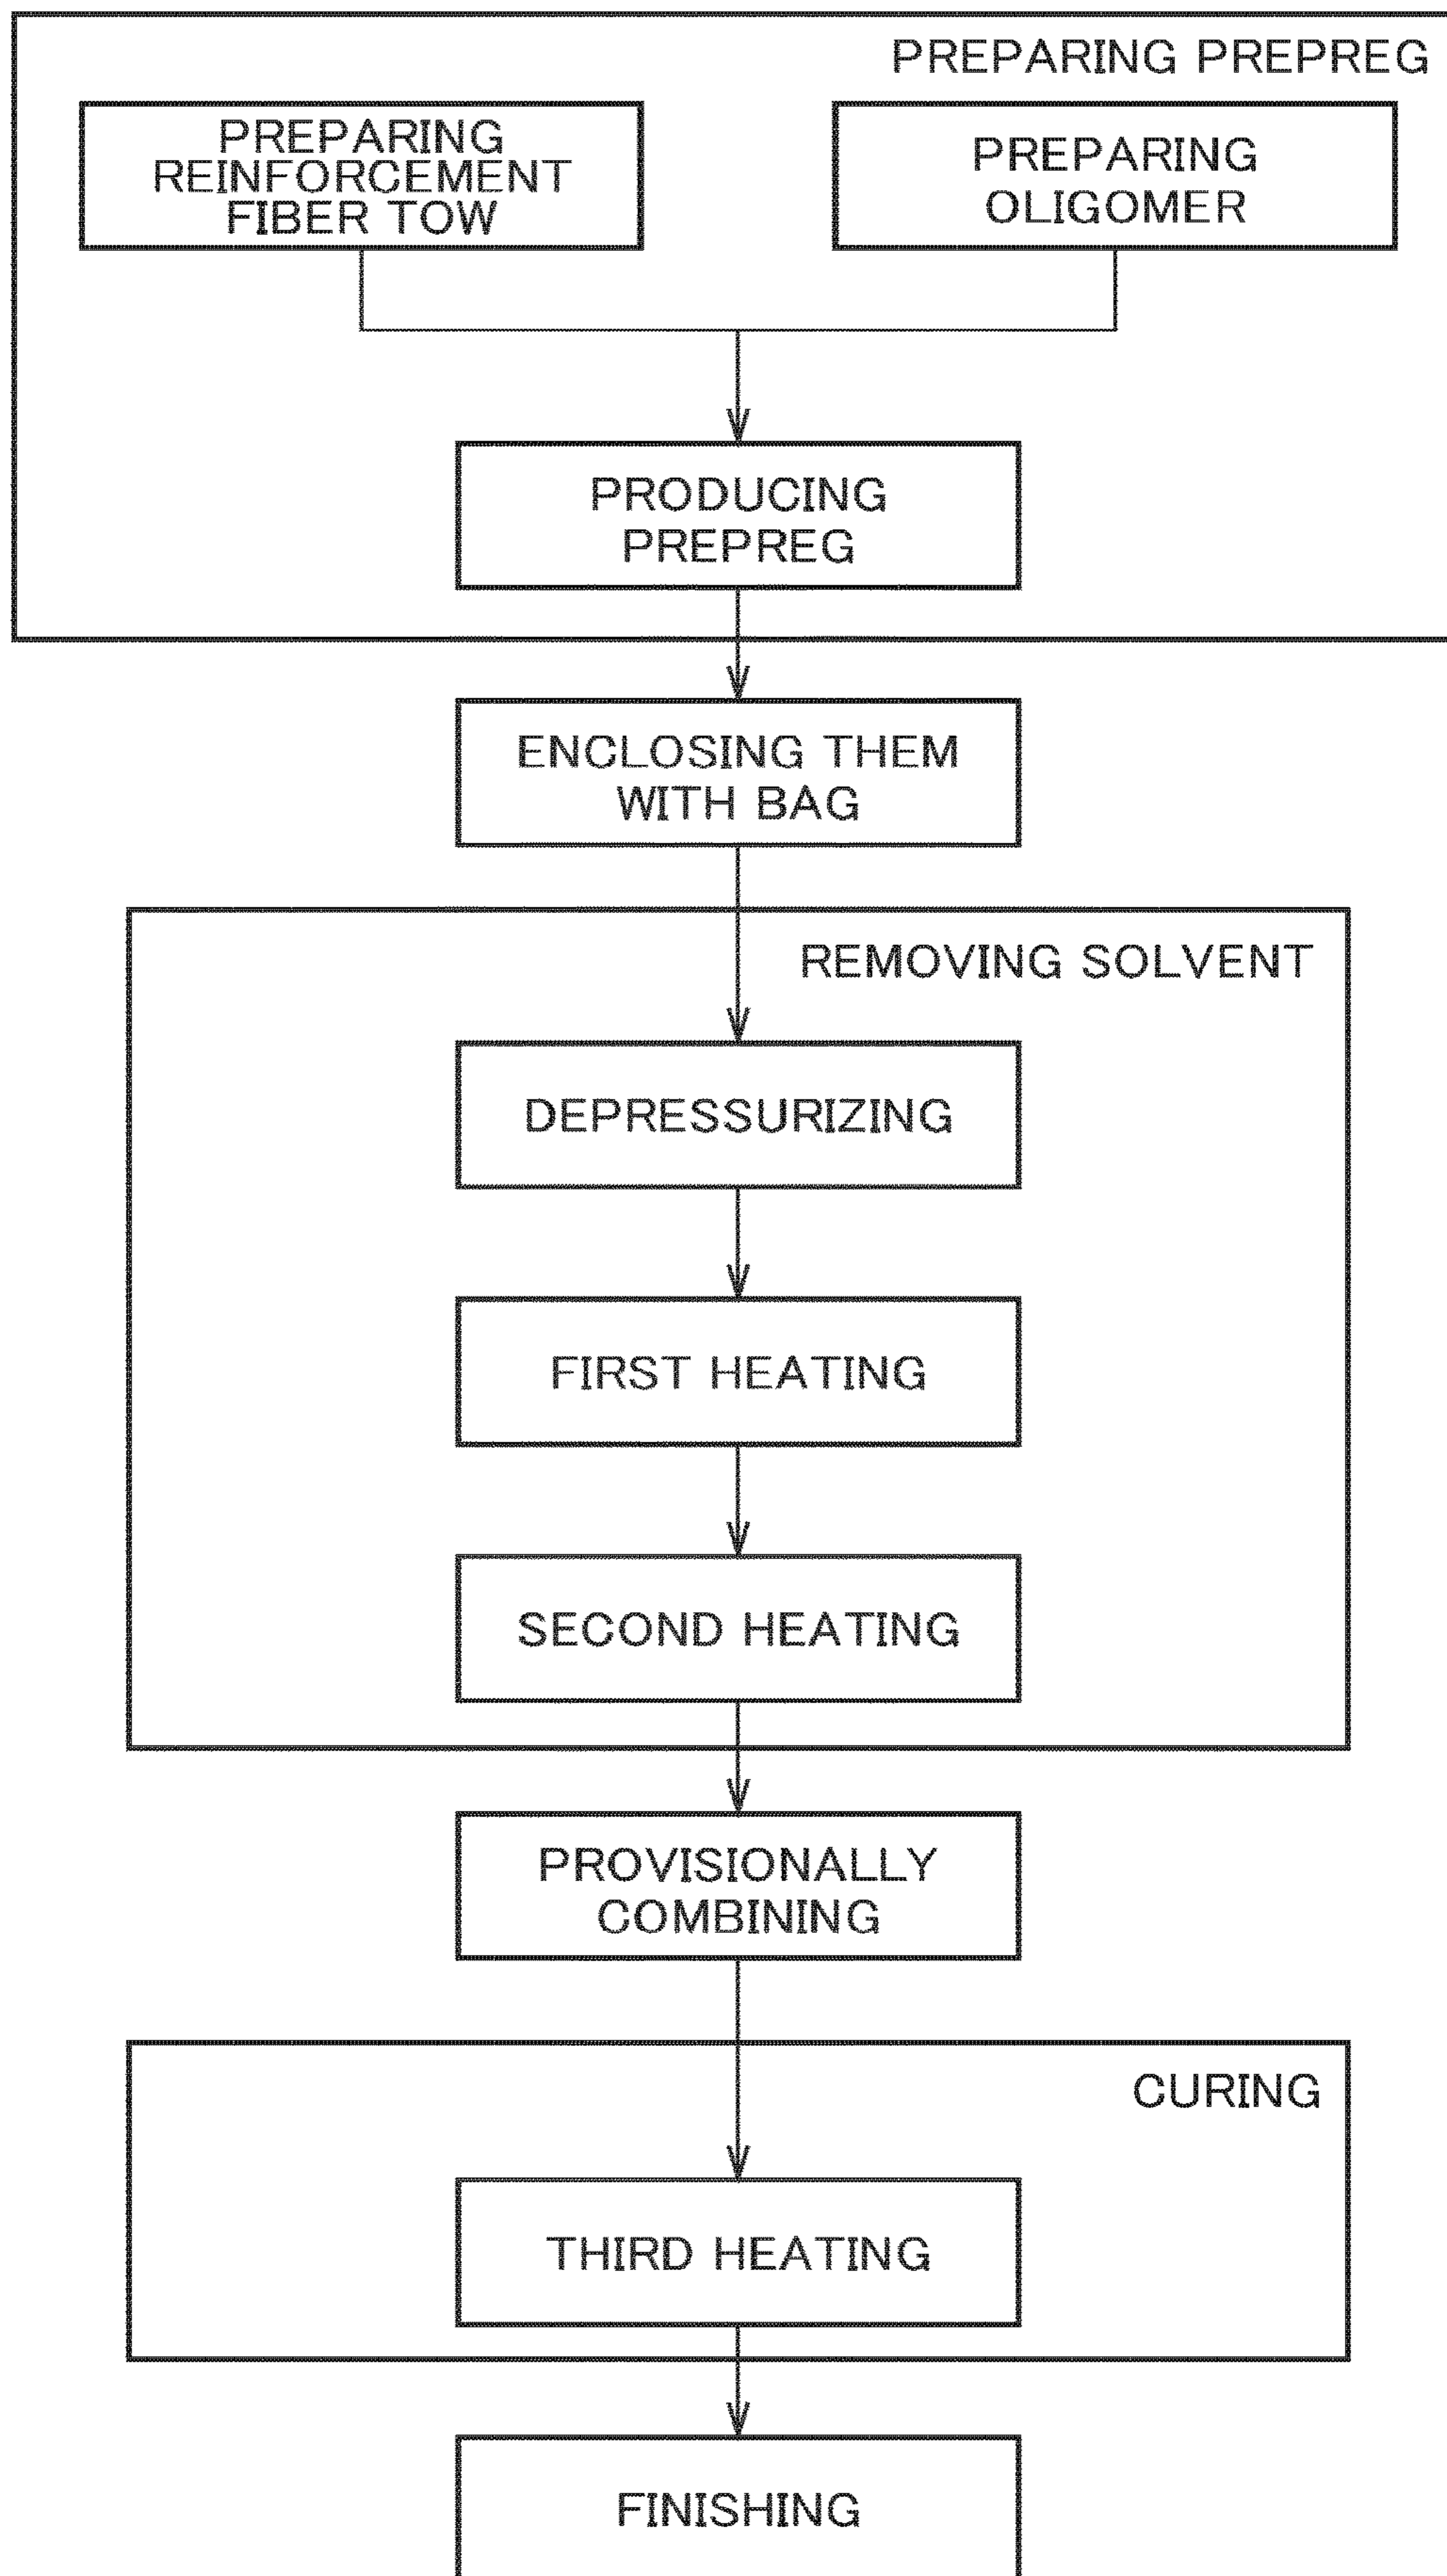 PREPARING PREPREG
PREPARING
REINFORCEMENT
FIBER TOW
PREPARING
OLIGOMER
PRODUCING
PREPREG
ENCLOSING THEM
WITH BAG
REMOVING SOLVENT
DEPRESSURIZING
FIRST HEATING
SECOND HEATING
PROVISIONALLY
COMBINING
CURING
THIRD HEATING
FINISHING